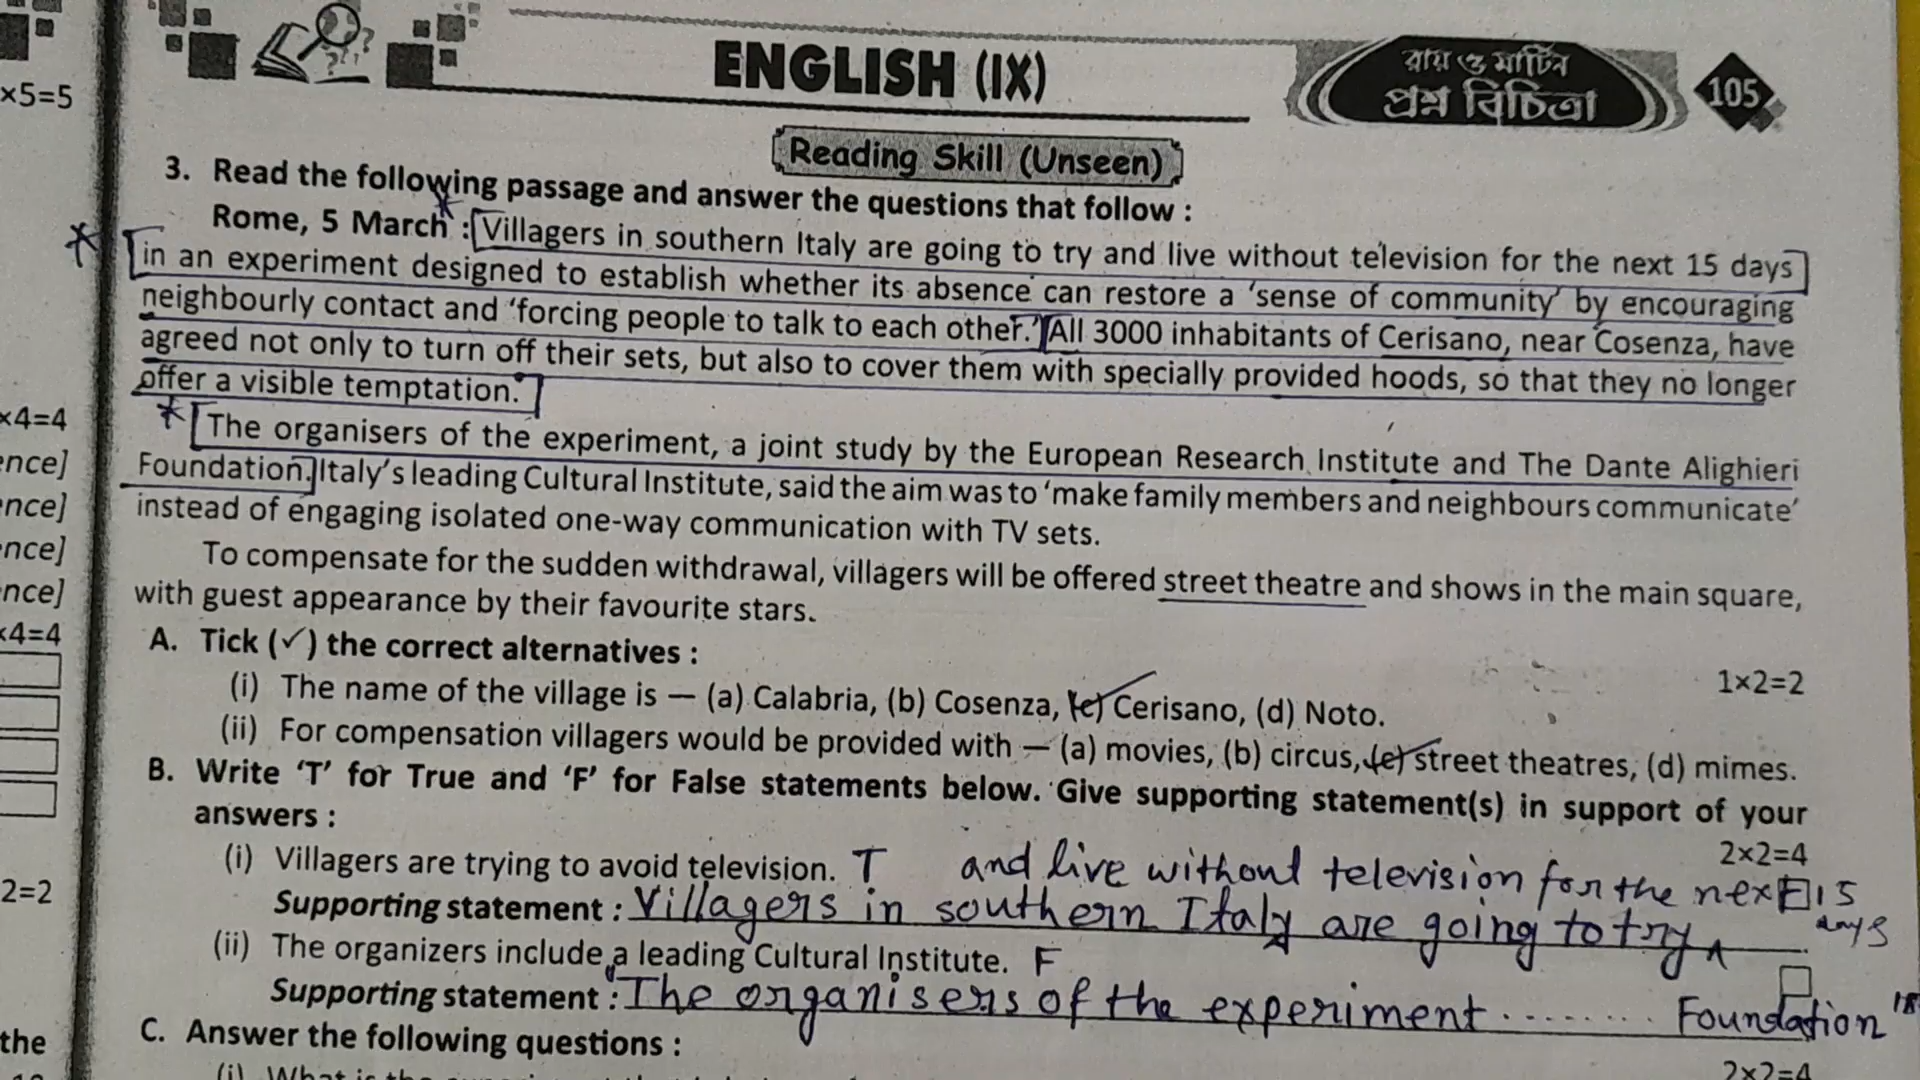 ×5=5
ENGLISH (IX)
রায় ও মার্টিন
প্রশ্ন বিচিত্রা
105
Reading Skill (Unseen)
3. Read the following passage and answer the questions that follow :
Rome, 5 March : Villagers in southern Italy are going to try and live without television for the next 15 days
in an experiment designed to establish whether its absence can restore a 'sense of community' by encouraging
neighbourly contact and 'forcing people to talk to each other.' All 3000 inhabitants of Cerisano, near Cosenza, have
agreed not only to turn off their sets, but also to cover them with specially provided hoods, so that they no longer
offer a visible temptation.
×4=4
The organisers of the experiment, a joint study by the European Research Institute and The Dante Alighieri
ence]
Foundation. Italy's leading Cultural Institute, said the aim was to 'make family members and neighbours communicate'
ence]
instead of engaging isolated one-way communication with TV sets.
ence]
To compensate for the sudden withdrawal, villagers will be offered street theatre and shows in the main square,
ence]
with guest appearance by their favourite stars.
×4=4
A. Tick (✓) the correct alternatives :
1×2=2
(i) The name of the village is — (a) Calabria, (b) Cosenza, (c) Cerisano, (d) Noto.
(ii) For compensation villagers would be provided with — (a) movies, (b) circus, (c) street theatres, (d) mimes.
B. Write 'T' for True and 'F' for False statements below. Give supporting statement(s) in support of your
answers :
2×2=4
(i) Villagers are trying to avoid television. T and live without television for the next 15
days
2=2
Supporting statement : Villagers in southern Italy are going to try
(ii) The organizers include a leading Cultural Institute. F
Supporting statement : "The organisers of the experiment ........ Foundation"
the
C. Answer the following questions :
2×2=4